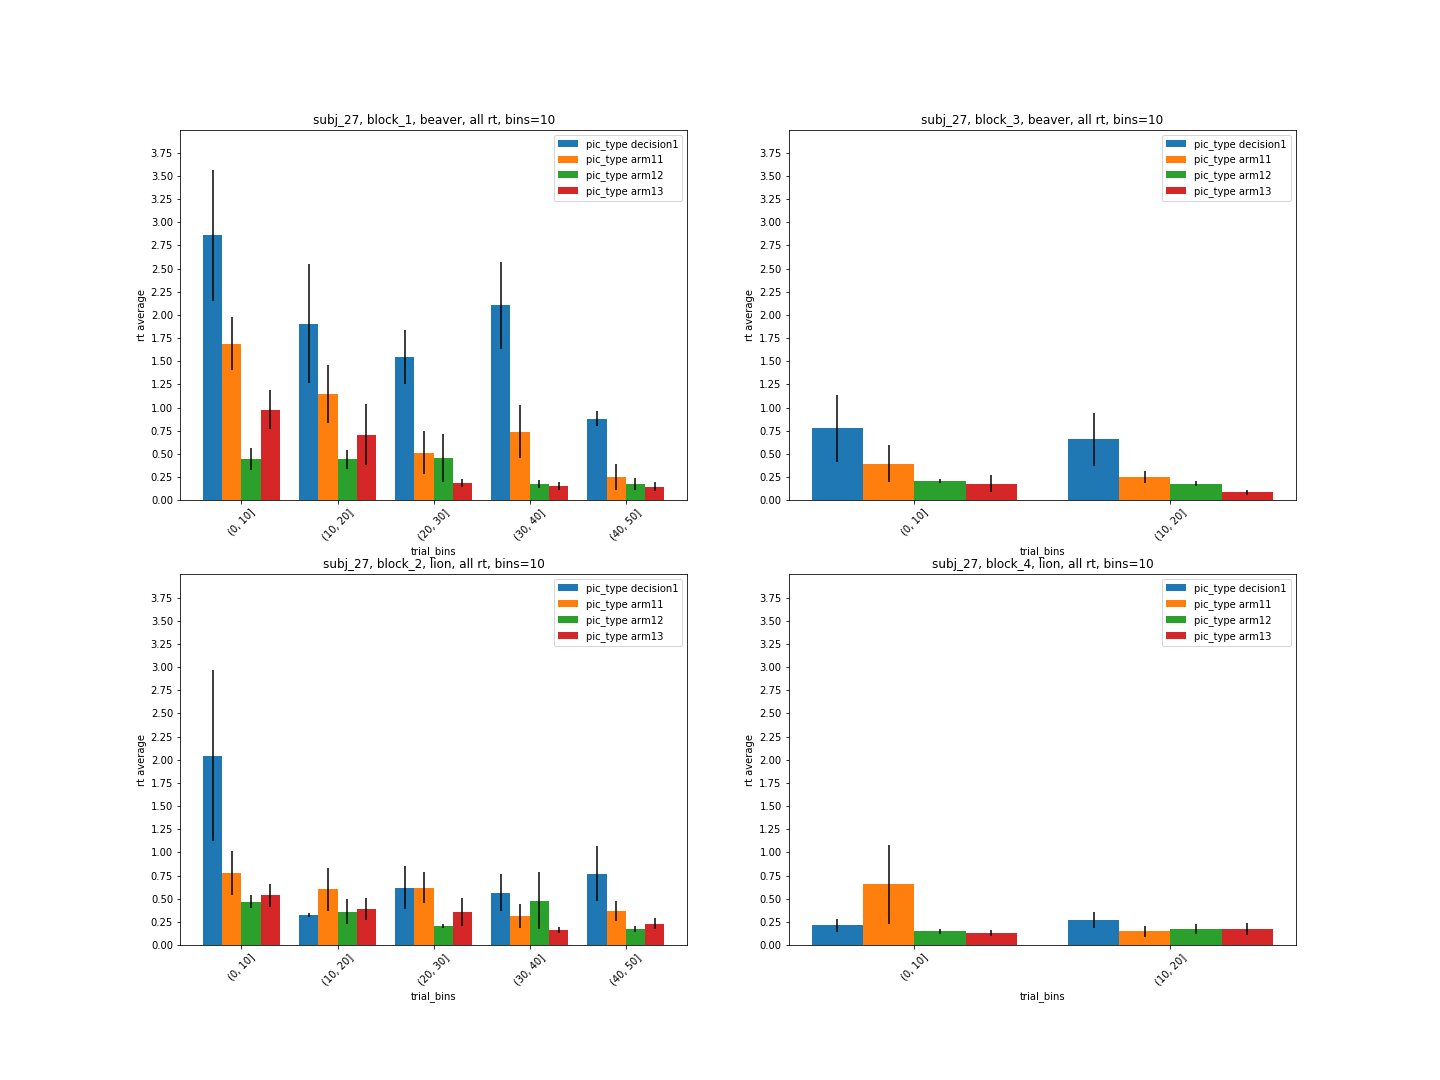 subj_27, block_1, beaver, all rt, bins=10
pic_type decision1
pic_type arm11
pic_type arm12
pic_type arm13
3.75
3.50
3.25
3.00
2.75
2.50
2.25
2.00
1.75
1.50
1.25
1.00
0.75
0.50
0.25
0.00
rt average
(0, 10]
(10, 20]
(20, 30]
(30, 40]
(40, 50]
trial_bins
subj_27, block_3, beaver, all rt, bins=10
pic_type decision1
pic_type arm11
pic_type arm12
pic_type arm13
3.75
3.50
3.25
3.00
2.75
2.50
2.25
2.00
1.75
1.50
1.25
1.00
0.75
0.50
0.25
0.00
rt average
(0, 10]
(10, 20]
trial_bins
subj_27, block_2, lion, all rt, bins=10
pic_type decision1
pic_type arm11
pic_type arm12
pic_type arm13
3.75
3.50
3.25
3.00
2.75
2.50
2.25
2.00
1.75
1.50
1.25
1.00
0.75
0.50
0.25
0.00
rt average
(0, 10]
(10, 20]
(20, 30]
(30, 40]
(40, 50]
trial_bins
subj_27, block_4, lion, all rt, bins=10
pic_type decision1
pic_type arm11
pic_type arm12
pic_type arm13
3.75
3.50
3.25
3.00
2.75
2.50
2.25
2.00
1.75
1.50
1.25
1.00
0.75
0.50
0.25
0.00
rt average
(0, 10]
(10, 20]
trial_bins